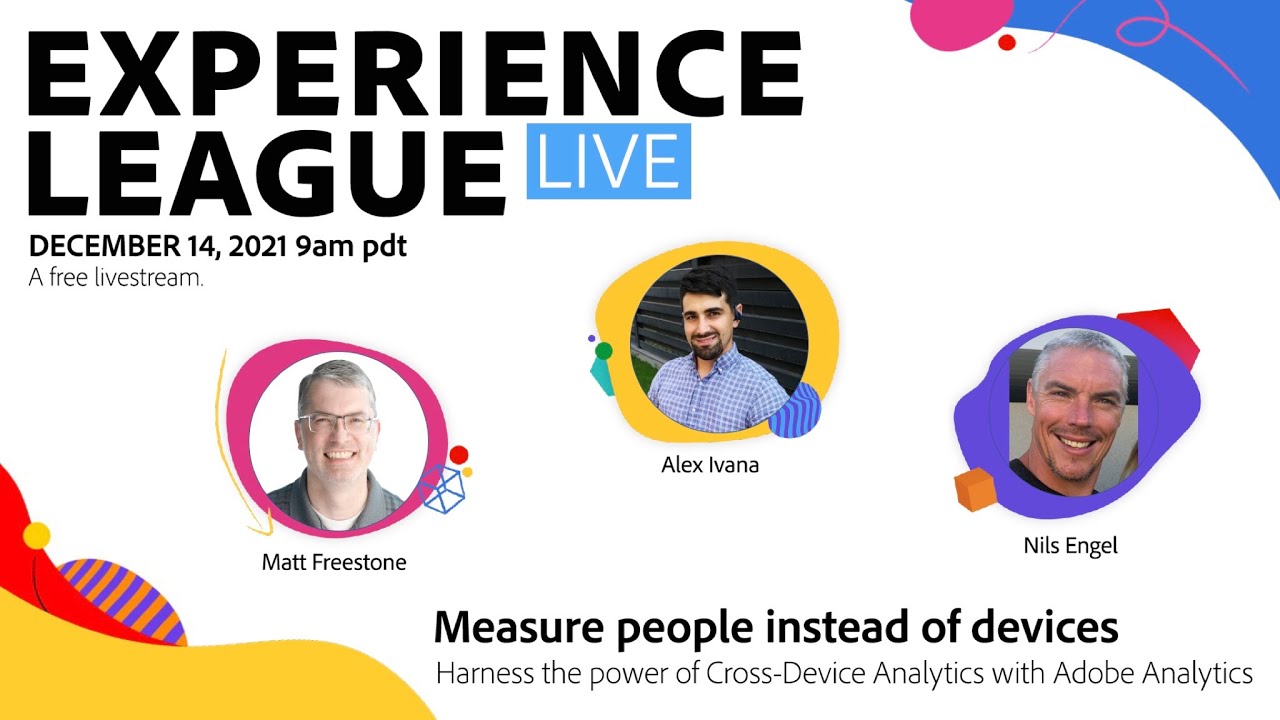 EXPERIENCE
LEAGUE LIVE
DECEMBER 14, 2021 9am pdt
A free livestream.
Alex Ivana
Matt Freestone
Nils Engel
Measure people instead of devices
Harness the power of Cross-Device Analytics with Adobe Analytics